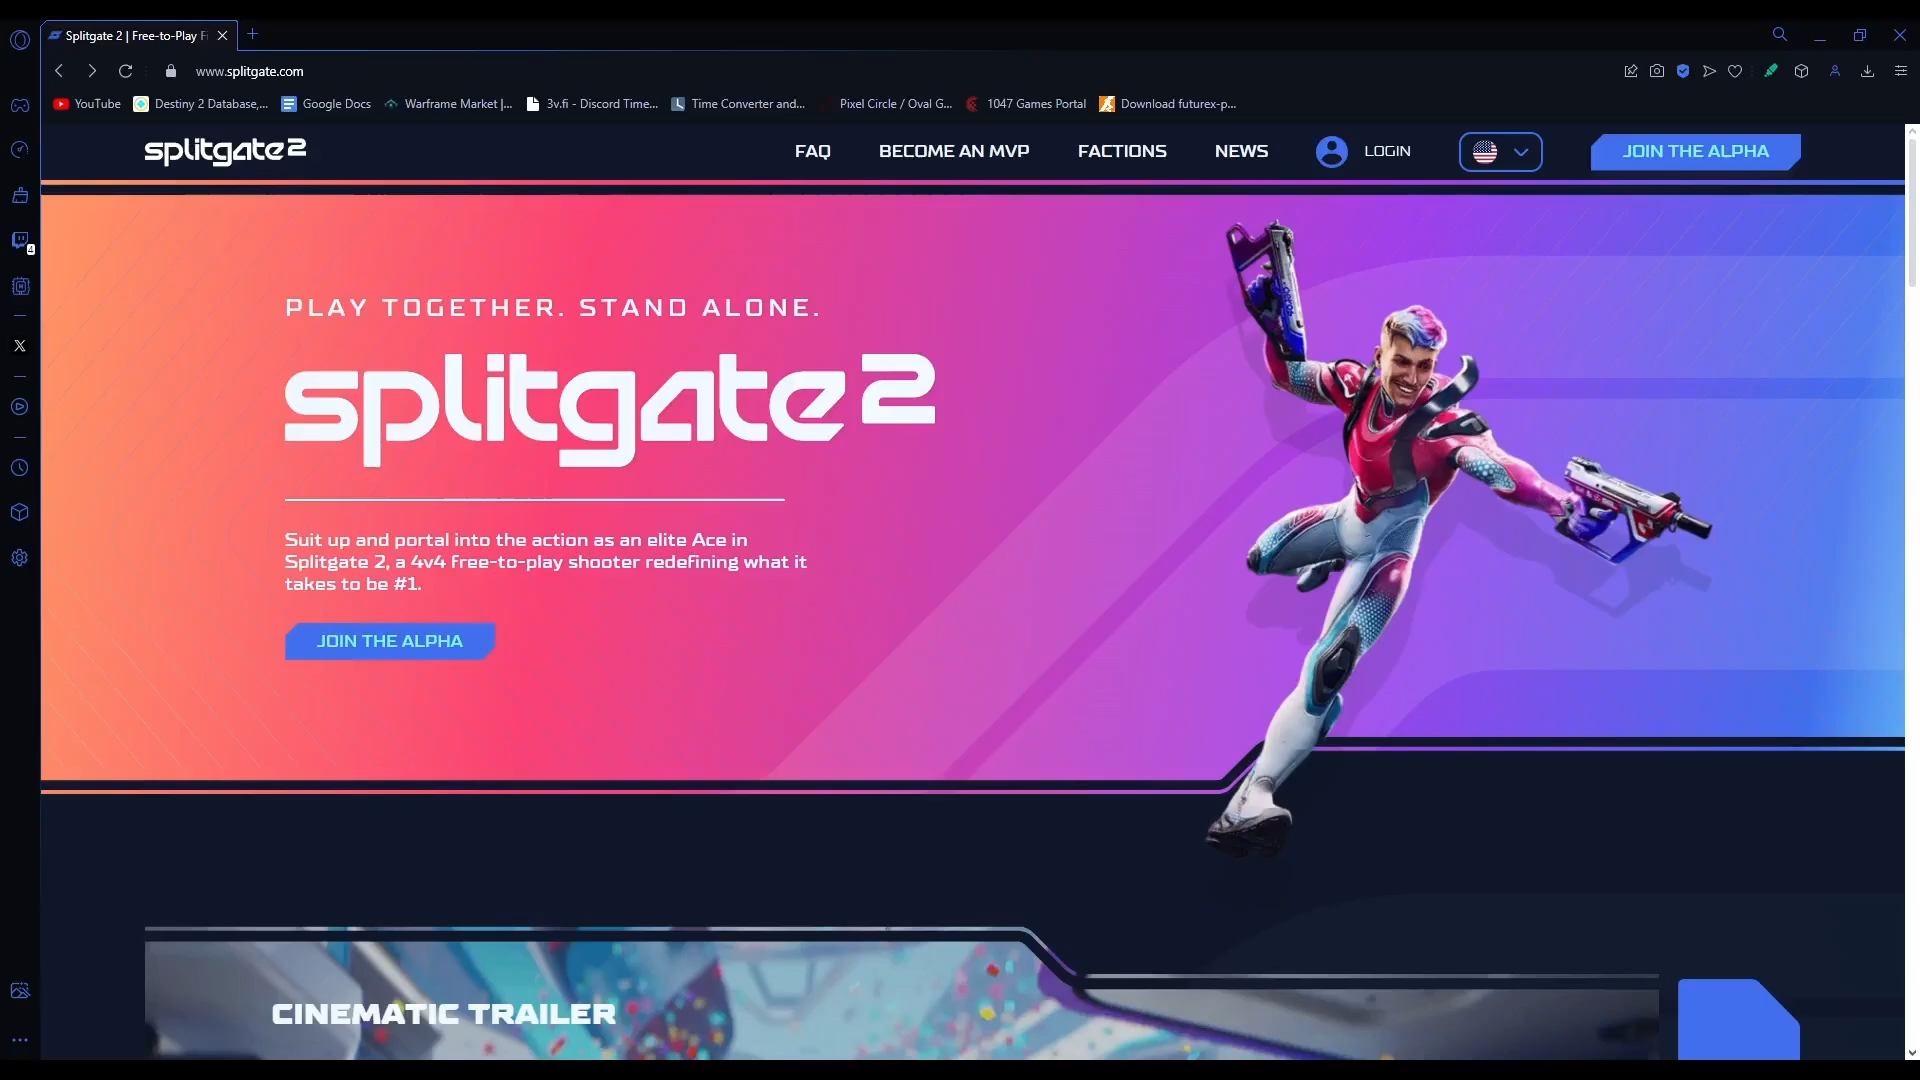 Splitgate 2 | Free-to-Play Fi
www.splitgate.com
YouTube
Destiny 2 Database,...
Google Docs
Warframe Market |...
3v.fi - Discord Time...
Time Converter and...
Pixel Circle / Oval G...
1047 Games Portal
Download futurex-p...
4
splitgate2
FAQ
BECOME AN MVP
FACTIONS
NEWS
LOGIN
JOIN THE ALPHA
PLAY TOGETHER. STAND ALONE.
splitgate2
Suit up and portal into the action as an elite Ace in
Splitgate 2, a 4v4 free-to-play shooter redefining what it
takes to be #1.
JOIN THE ALPHA
CINEMATIC TRAILER